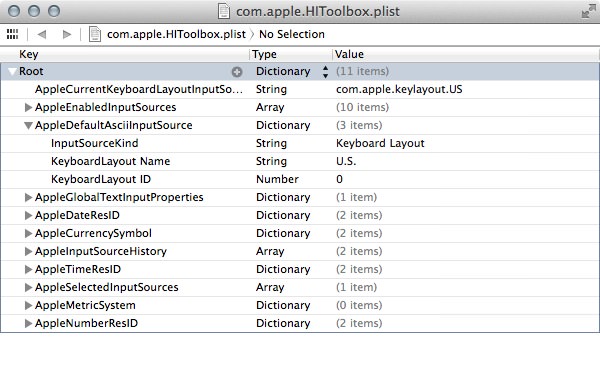 com.apple.HIToolbox.plist
com.apple.HIToolbox.plist No Selection
Key Type Value
Root Dictionary (11 items)
AppleCurrentKeyboardLayoutInputSo... String com.apple.keylayout.US
AppleEnabledInputSources Array (10 items)
AppleDefaultAsciiInputSource Dictionary (3 items)
InputSourceKind String Keyboard Layout
KeyboardLayout Name String U.S.
KeyboardLayout ID Number 0
AppleGlobalTextInputProperties Dictionary (1 item)
AppleDateResID Dictionary (2 items)
AppleCurrencySymbol Dictionary (2 items)
AppleInputSourceHistory Array (2 items)
AppleTimeResID Dictionary (2 items)
AppleSelectedInputSources Array (1 item)
AppleMetricSystem Dictionary (0 items)
AppleNumberResID Dictionary (2 items)